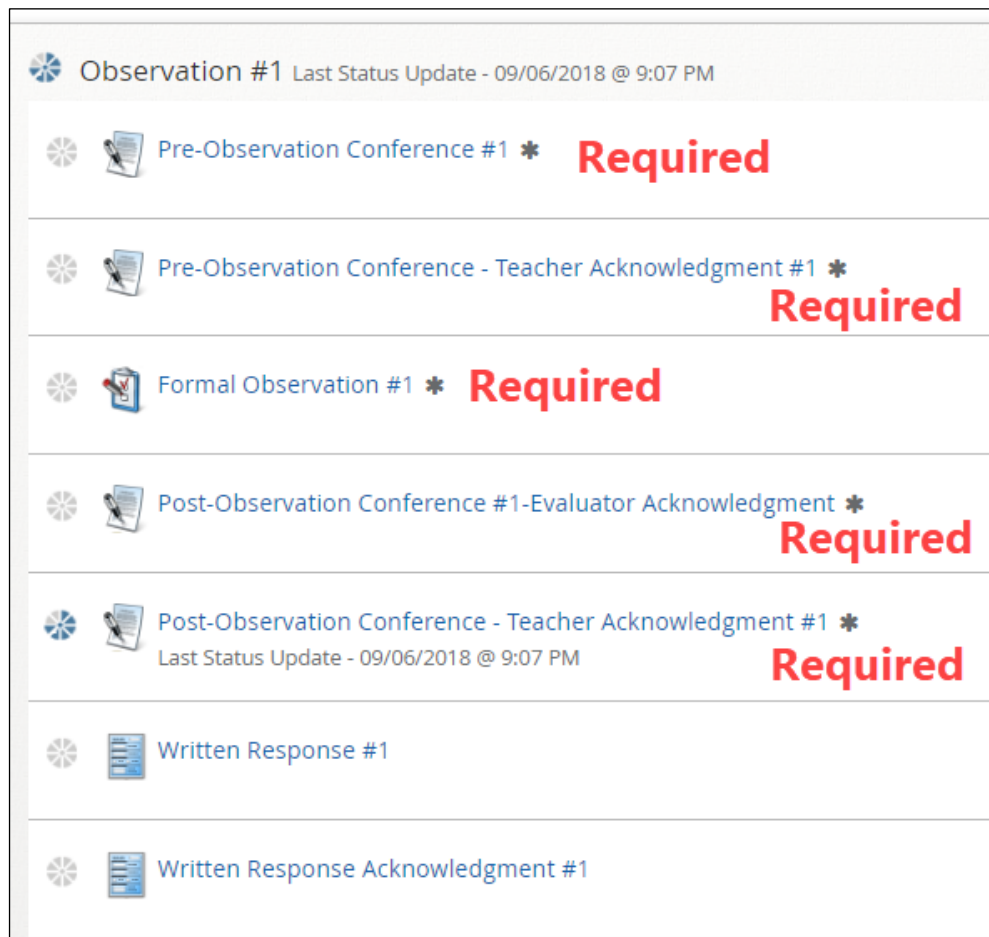 Observation #1 Last Status Update - 09/06/2018 @ 9:07 PM
Pre-Observation Conference #1 ✱ Required
Pre-Observation Conference - Teacher Acknowledgment #1 ✱
Required
Formal Observation #1 ✱ Required
Post-Observation Conference #1-Evaluator Acknowledgment ✱
Required
Post-Observation Conference - Teacher Acknowledgment #1 ✱
Last Status Update - 09/06/2018 @ 9:07 PM Required
Written Response #1
Written Response Acknowledgment #1